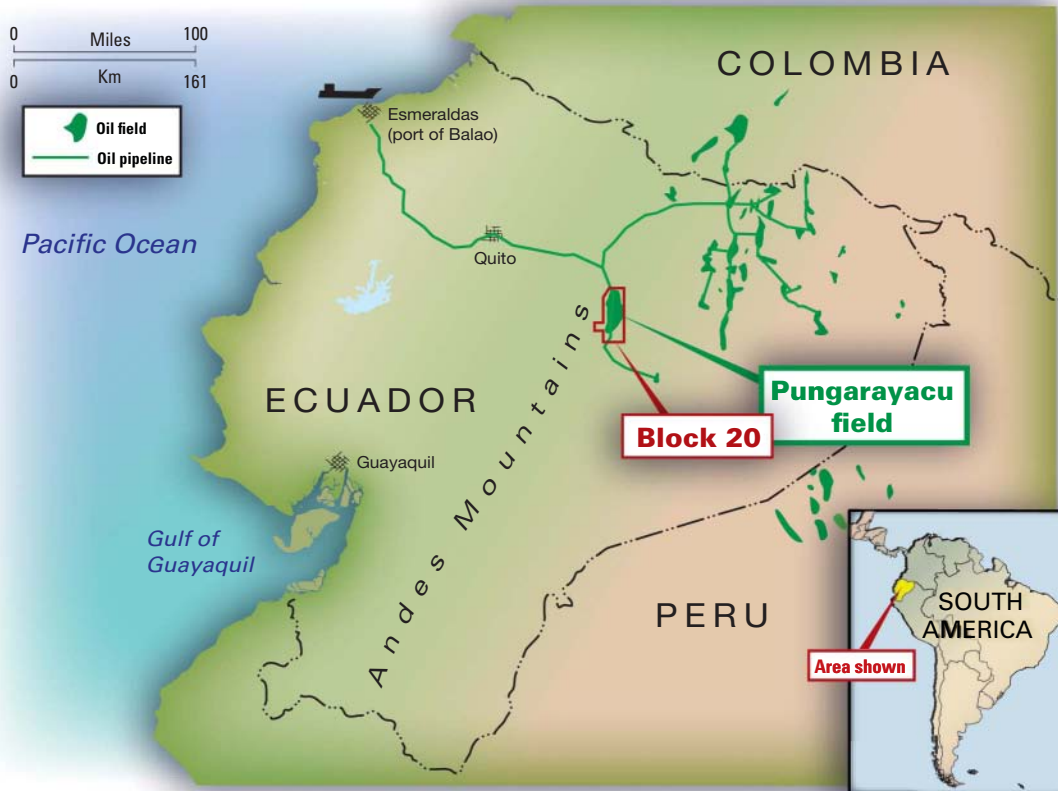 0 Miles 100
0 Km 161
Oil field
Oil pipeline
COLOMBIA
Esmeraldas
(port of Balao)
Pacific Ocean
Quito
ECUADOR
Andes Mountains
Pungarayacu
field
Block 20
Guayaquil
Gulf of
Guayaquil
PERU
SOUTH
AMERICA
Area shown